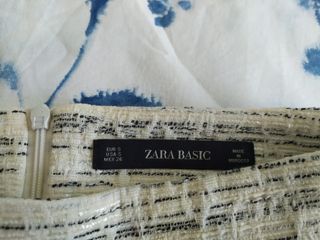 EUR S
USA S
MEX 26
ZARA BASIC
MADE
IN
MOROCCO